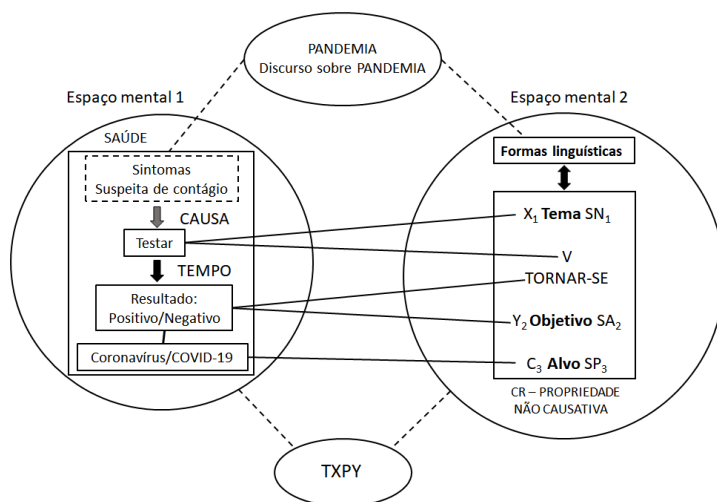 PANDEMIA
Discurso sobre PANDEMIA
Espaço mental 1
Espaço mental 2
SAÚDE
Sintomas
Suspeita de contágio
CAUSA
Testar
TEMPO
Resultado:
Positivo/Negativo
Coronavírus/COVID-19
Formas linguísticas
X₁ Tema SN₁
V
TORNAR-SE
Y₂ Objetivo SA₂
C₃ Alvo SP₃
CR – PROPRIEDADE
NÃO CAUSATIVA
TXPY